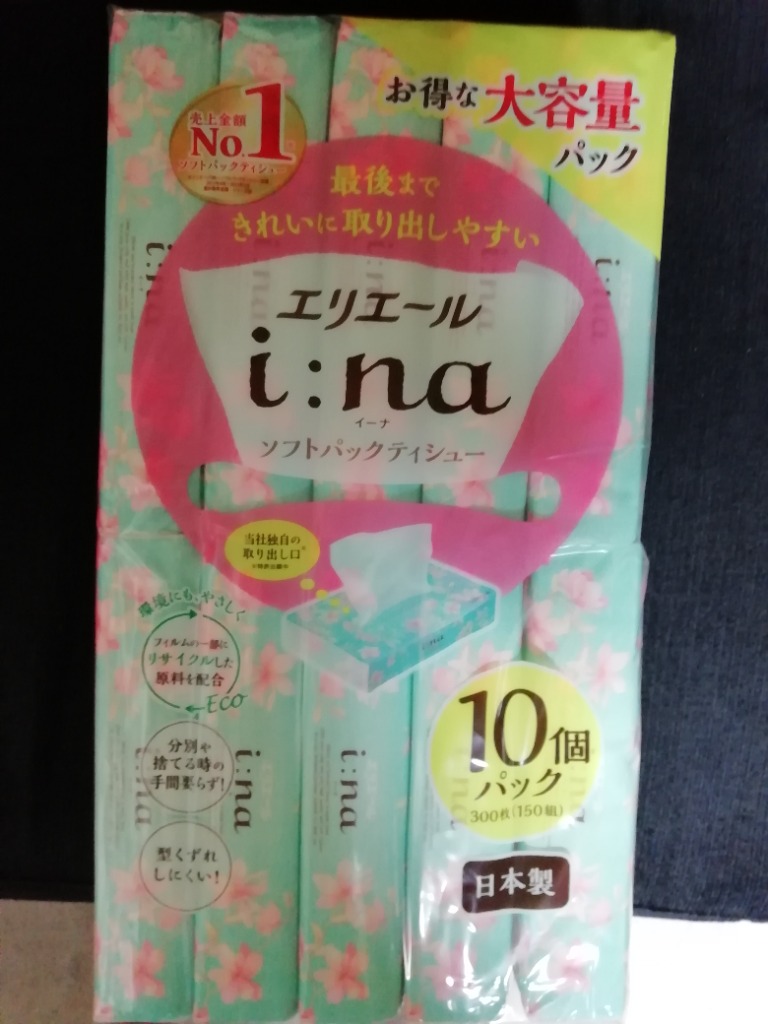 お得な大容量
パック
売上金額
No.1
ソフトパックティシュー
最後まで
きれいに取り出しやすい
エリエール
i:na
イーナ
ソフトパックティシュー
当社独自の
取り出し口※
環境にも、やさしく
フィルムの一部に
リサイクルした
原料を配合
Eco
分別や
捨てる時の
手間要らず!
型くずれ
しにくい!
10個
パック
300枚(150組)
日本製
i:na
i:na
i:na
i:na